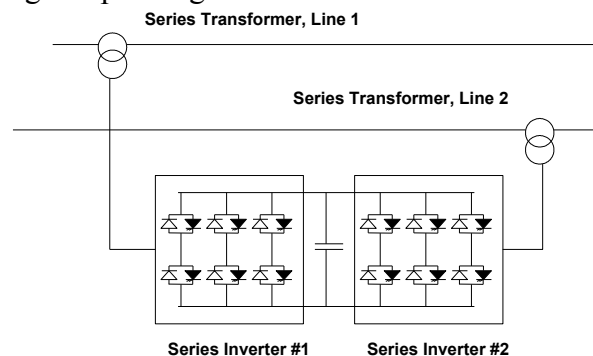 Series Transformer, Line 1
Series Transformer, Line 2
Series Inverter #1
Series Inverter #2